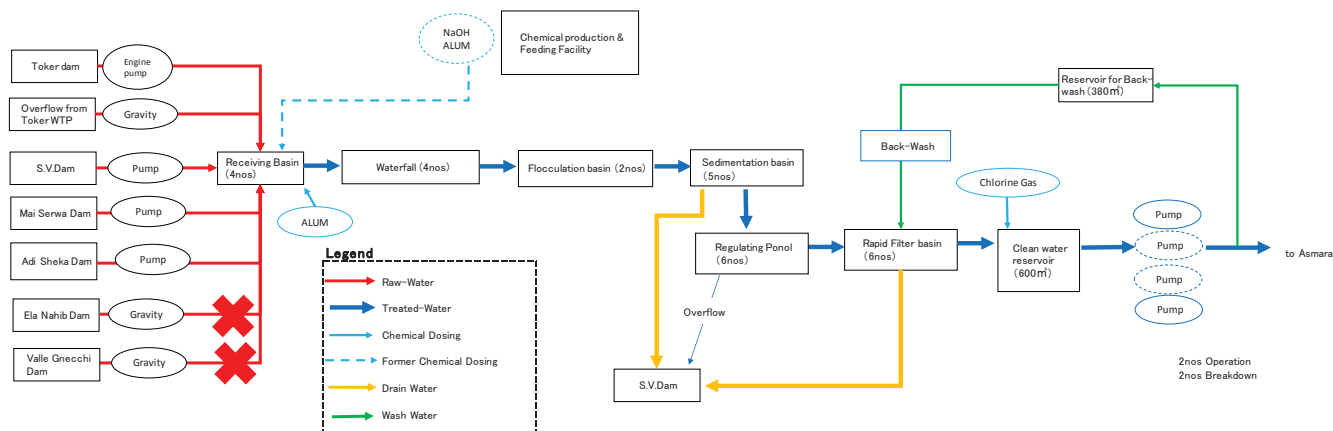 NaOH
ALUM
Chemical production &
Feeding Facility
Toker dam
Engine
pump
Overflow from
Toker WTP
Gravity
S.V.Dam
Pump
Mai Serwa Dam
Pump
Adi Sheka Dam
Pump
Ela Nahib Dam
Gravity
Valle Gnecchi
Dam
Gravity
Receiving Basin
(4nos)
ALUM
Waterfall (4nos)
Flocculation basin (2nos)
Sedimentation basin
(5nos)
Regulating Ponol
(6nos)
Overflow
S.V.Dam
Reservoir for Back-
wash (380㎥)
Back-Wash
Rapid Filter basin
(6nos)
Chlorine Gas
Clean water
reservoir
(600㎥)
Pump
Pump
Pump
Pump
to Asmara
2nos Operation
2nos Breakdown
Legend
Raw-Water
Treated-Water
Chemical Dosing
Former Chemical Dosing
Drain Water
Wash Water